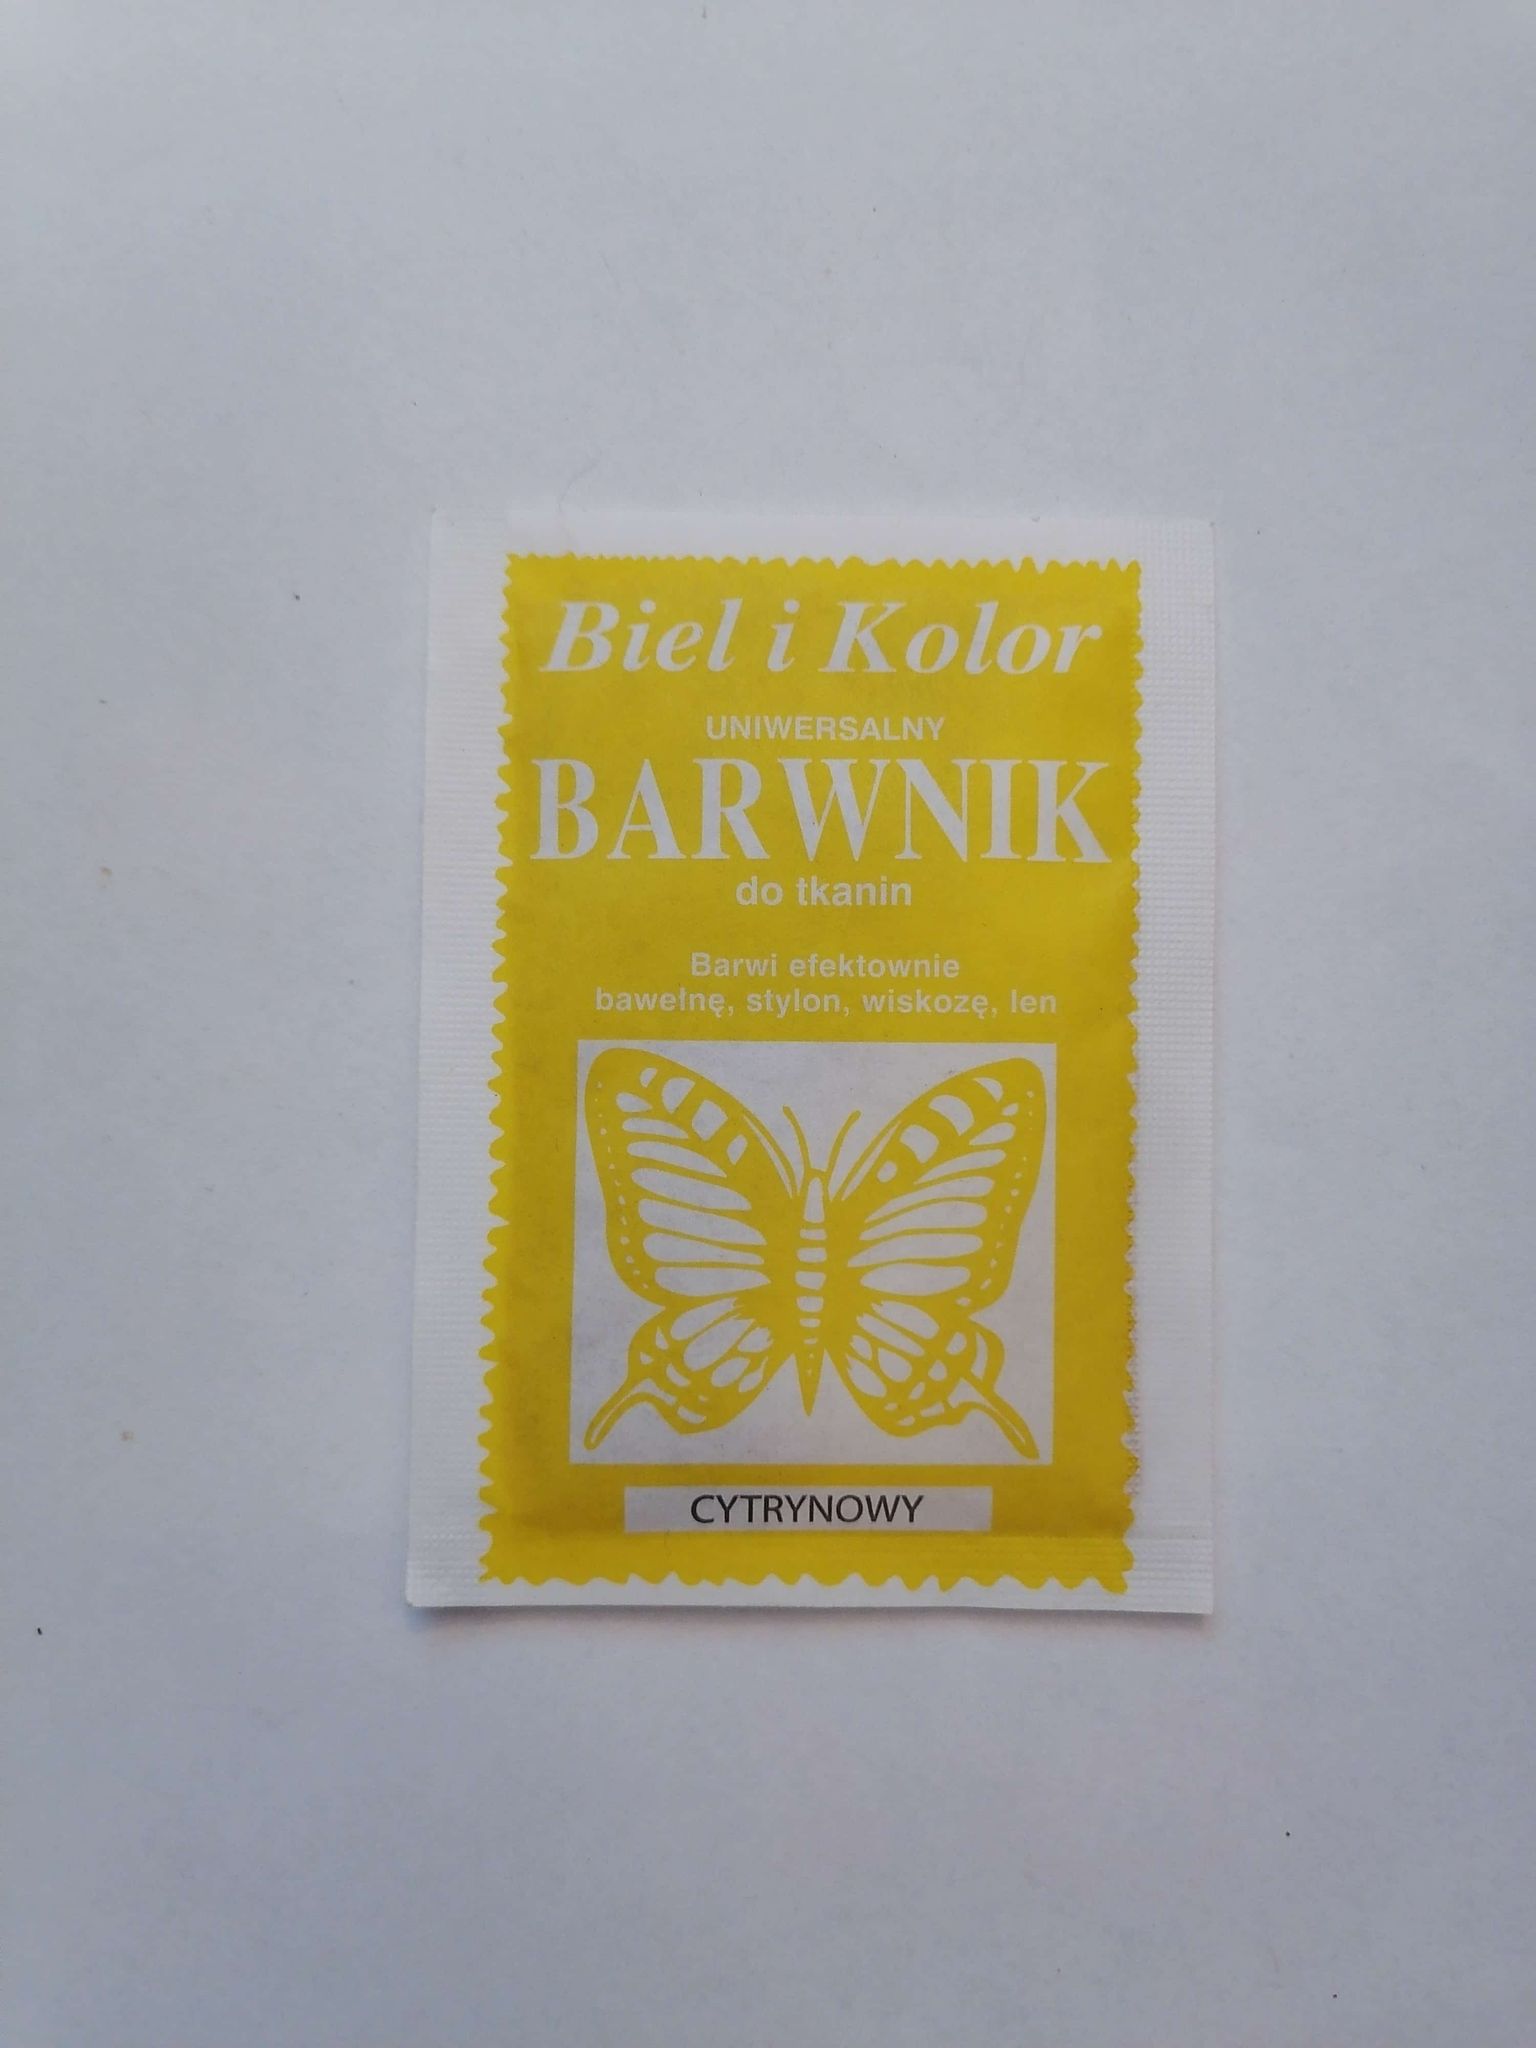 Biel i Kolor
UNIWERSALNY
BARWNIK
do tkanin
Barwi efektownie
bawełnę, stylon, wiskozę, len
CYTRYNOWY